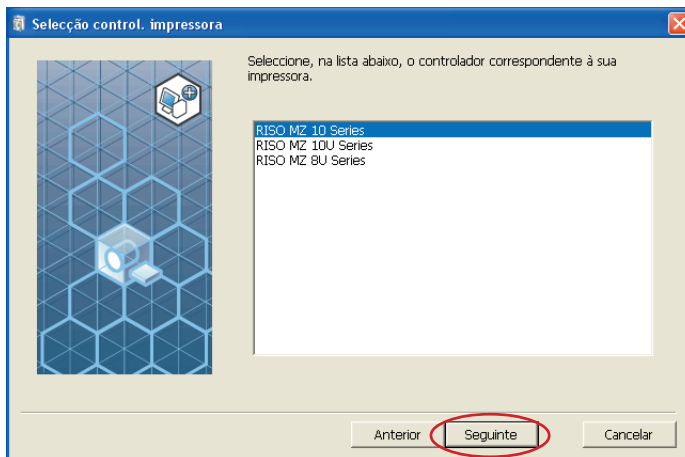 Selecção control. impressora
Seleccione, na lista abaixo, o controlador correspondente à sua
impressora.
RISO MZ 10 Series
RISO MZ 10U Series
RISO MZ 8U Series
Anterior
Seguinte
Cancelar